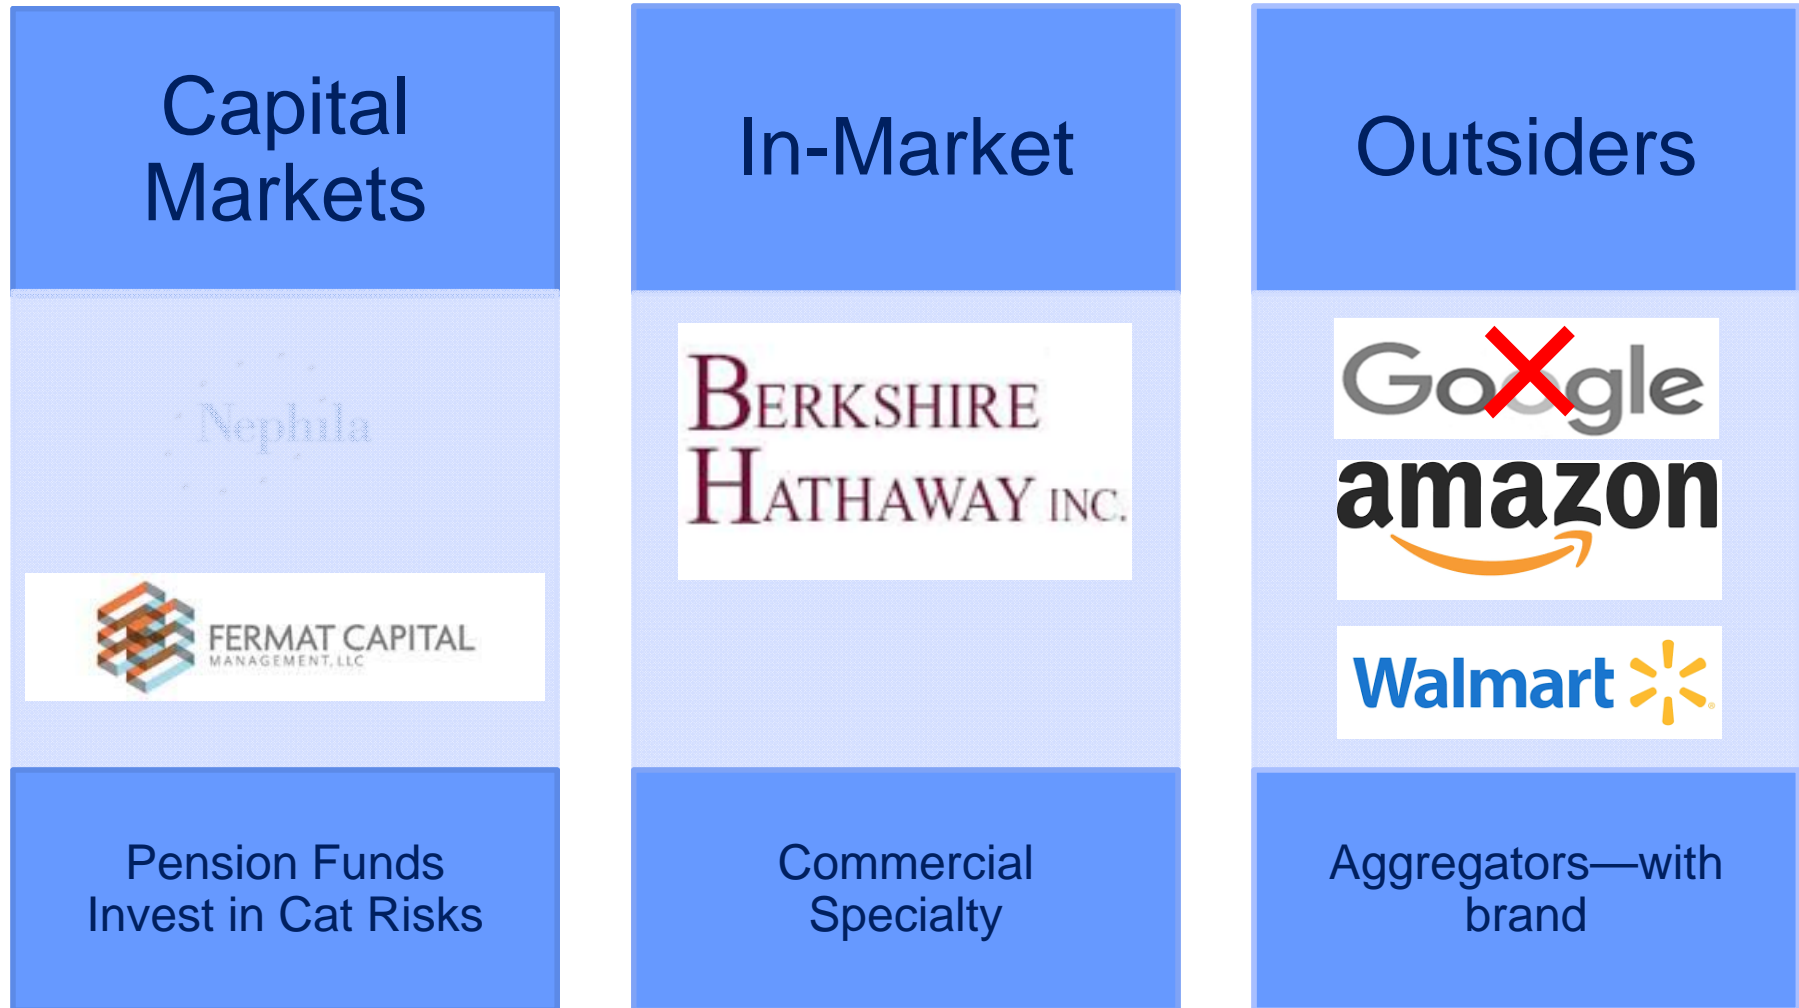 Capital
Markets
Nephila
FERMAT CAPITAL
MANAGEMENT, LLC
Pension Funds
Invest in Cat Risks
In-Market
BERKSHIRE
HATHAWAY INC.
Commercial
Specialty
Outsiders
Google
amazon
Walmart
Aggregators—with
brand